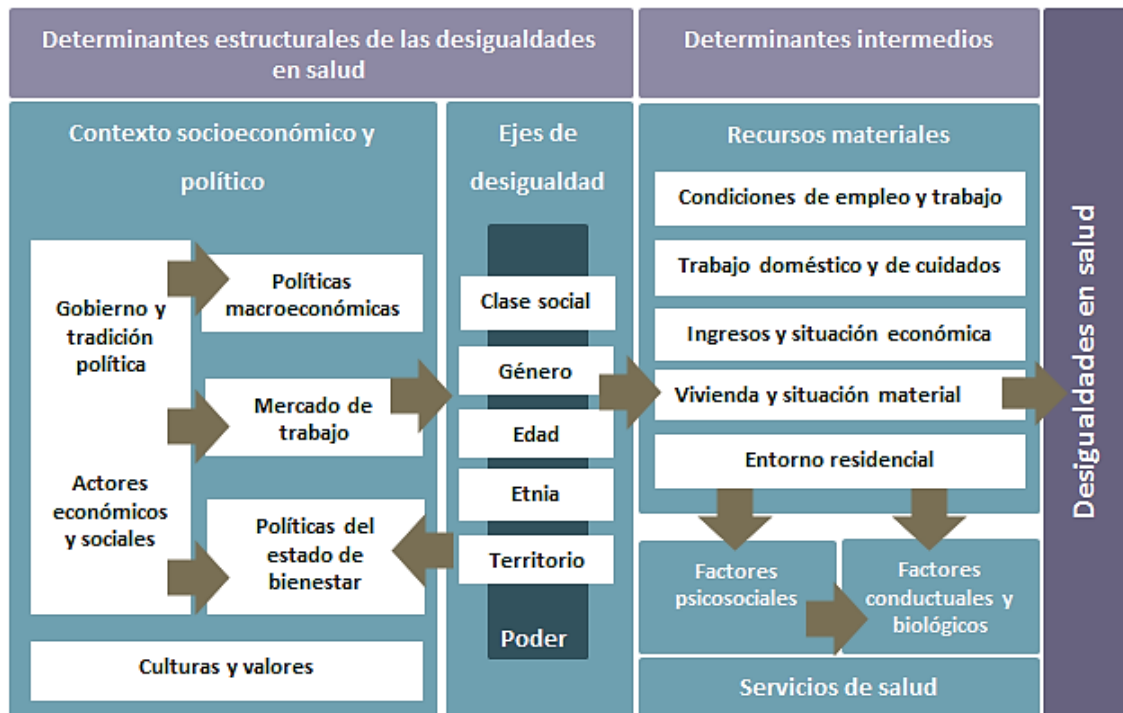 Determinantes estructurales de las desigualdades
en salud
Determinantes intermedios
Contexto socioeconómico y
político
Gobierno y
tradición
política
Actores
económicos
y sociales
Políticas
macroeconómicas
Mercado de
trabajo
Políticas del
estado de
bienestar
Culturas y valores
Ejes de
desigualdad
Clase social
Género
Edad
Etnia
Territorio
Poder
Recursos materiales
Condiciones de empleo y trabajo
Trabajo doméstico y de cuidados
Ingresos y situación económica
Vivienda y situación material
Entorno residencial
Factores
psicosociales
Factores
conductuales y
biológicos
Servicios de salud
Desigualdades en salud